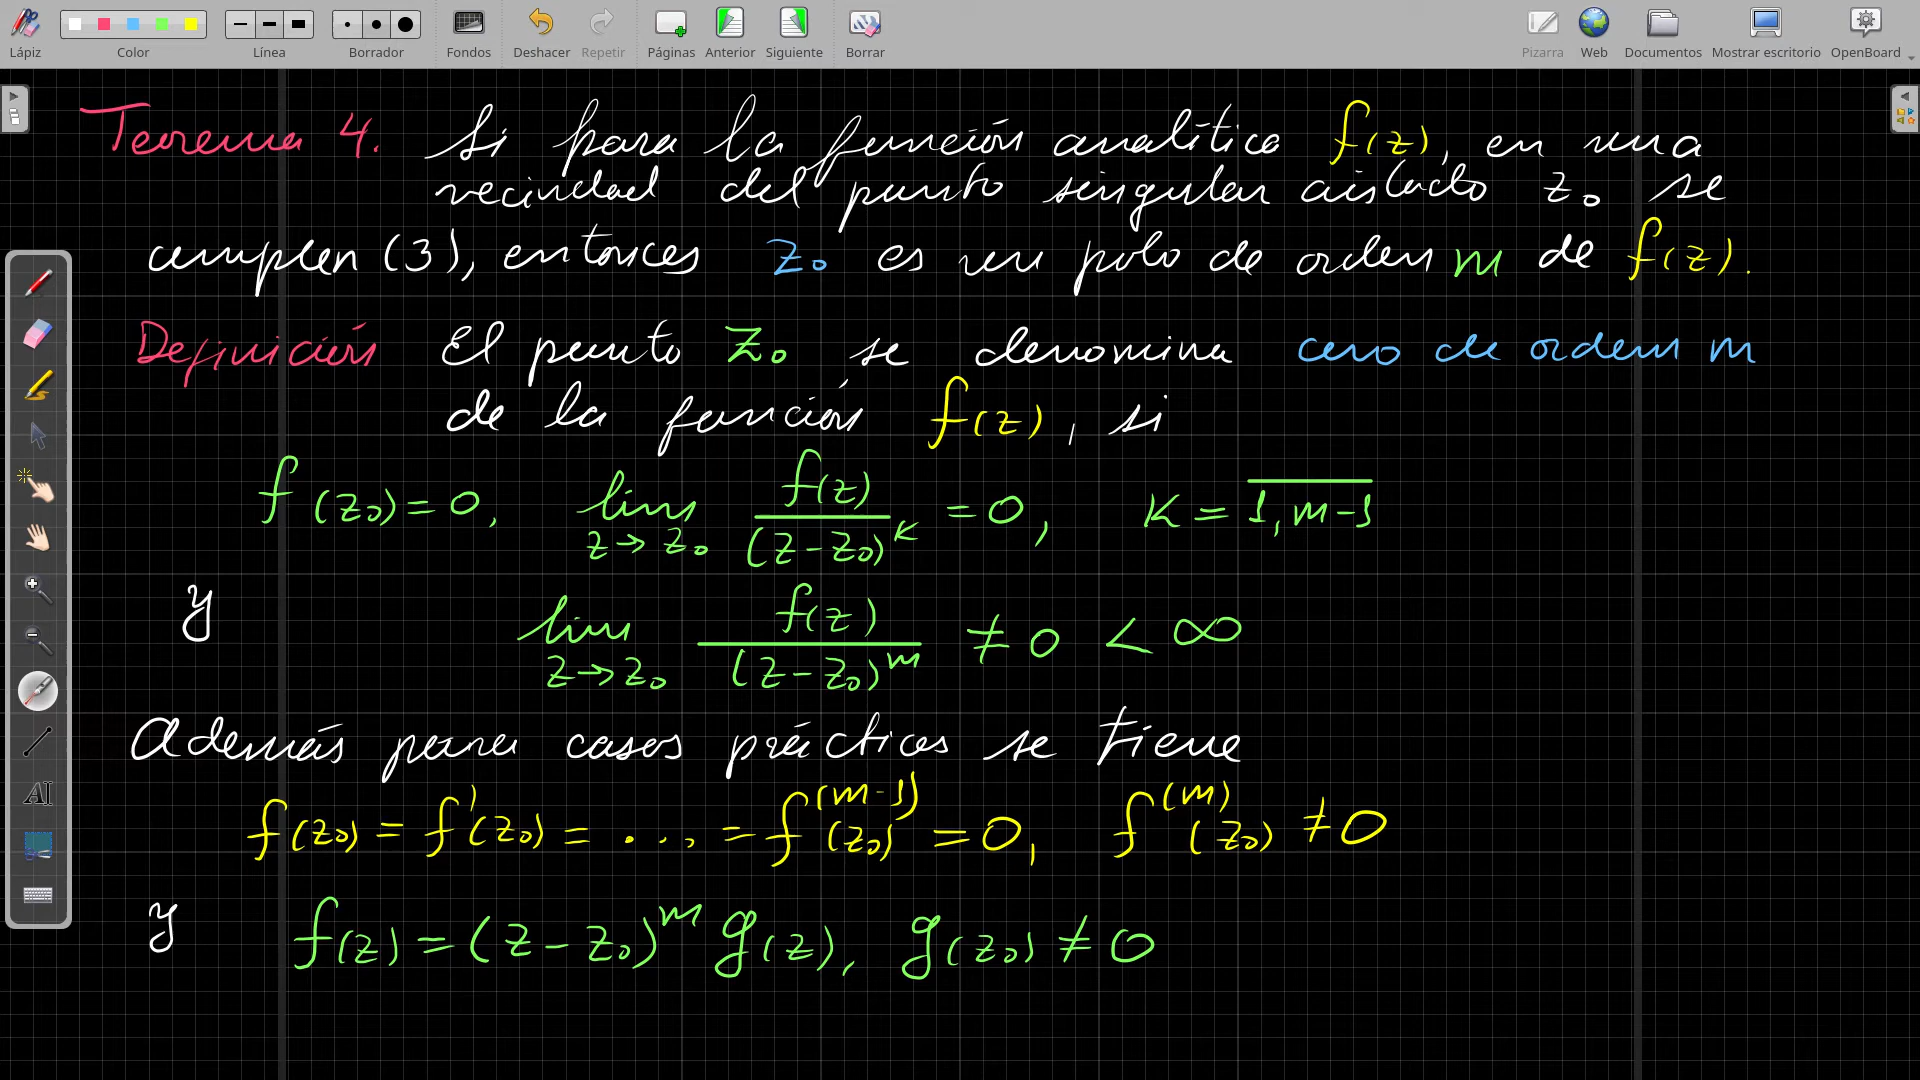 Lápiz Color Línea Borrador Fondos Deshacer Repetir Páginas Anterior Siguiente Borrar Pizarra Web Documentos Mostrar escritorio OpenBoard
Teorema 4. Si para la función analítica f(z), en una
vecindad del punto singular aislado z₀ se
cumplen (3), entonces z₀ es un polo de orden m de f(z).
Definición El punto z₀ se denomina cero de orden m
de la función f(z), si
f(z₀) = 0, lim_{z→z₀} f(z)/(z-z₀)^k = 0, k = \overline{1, m-1}
y lim_{z→z₀} f(z)/(z-z₀)^m ≠ 0 < ∞
Además para casos prácticos se tiene
f(z₀) = f'(z₀) = ... = f^{(m-1)}(z₀) = 0, f^{(m)}(z₀) ≠ 0
y f(z) = (z-z₀)^m g(z), g(z₀) ≠ 0
AI